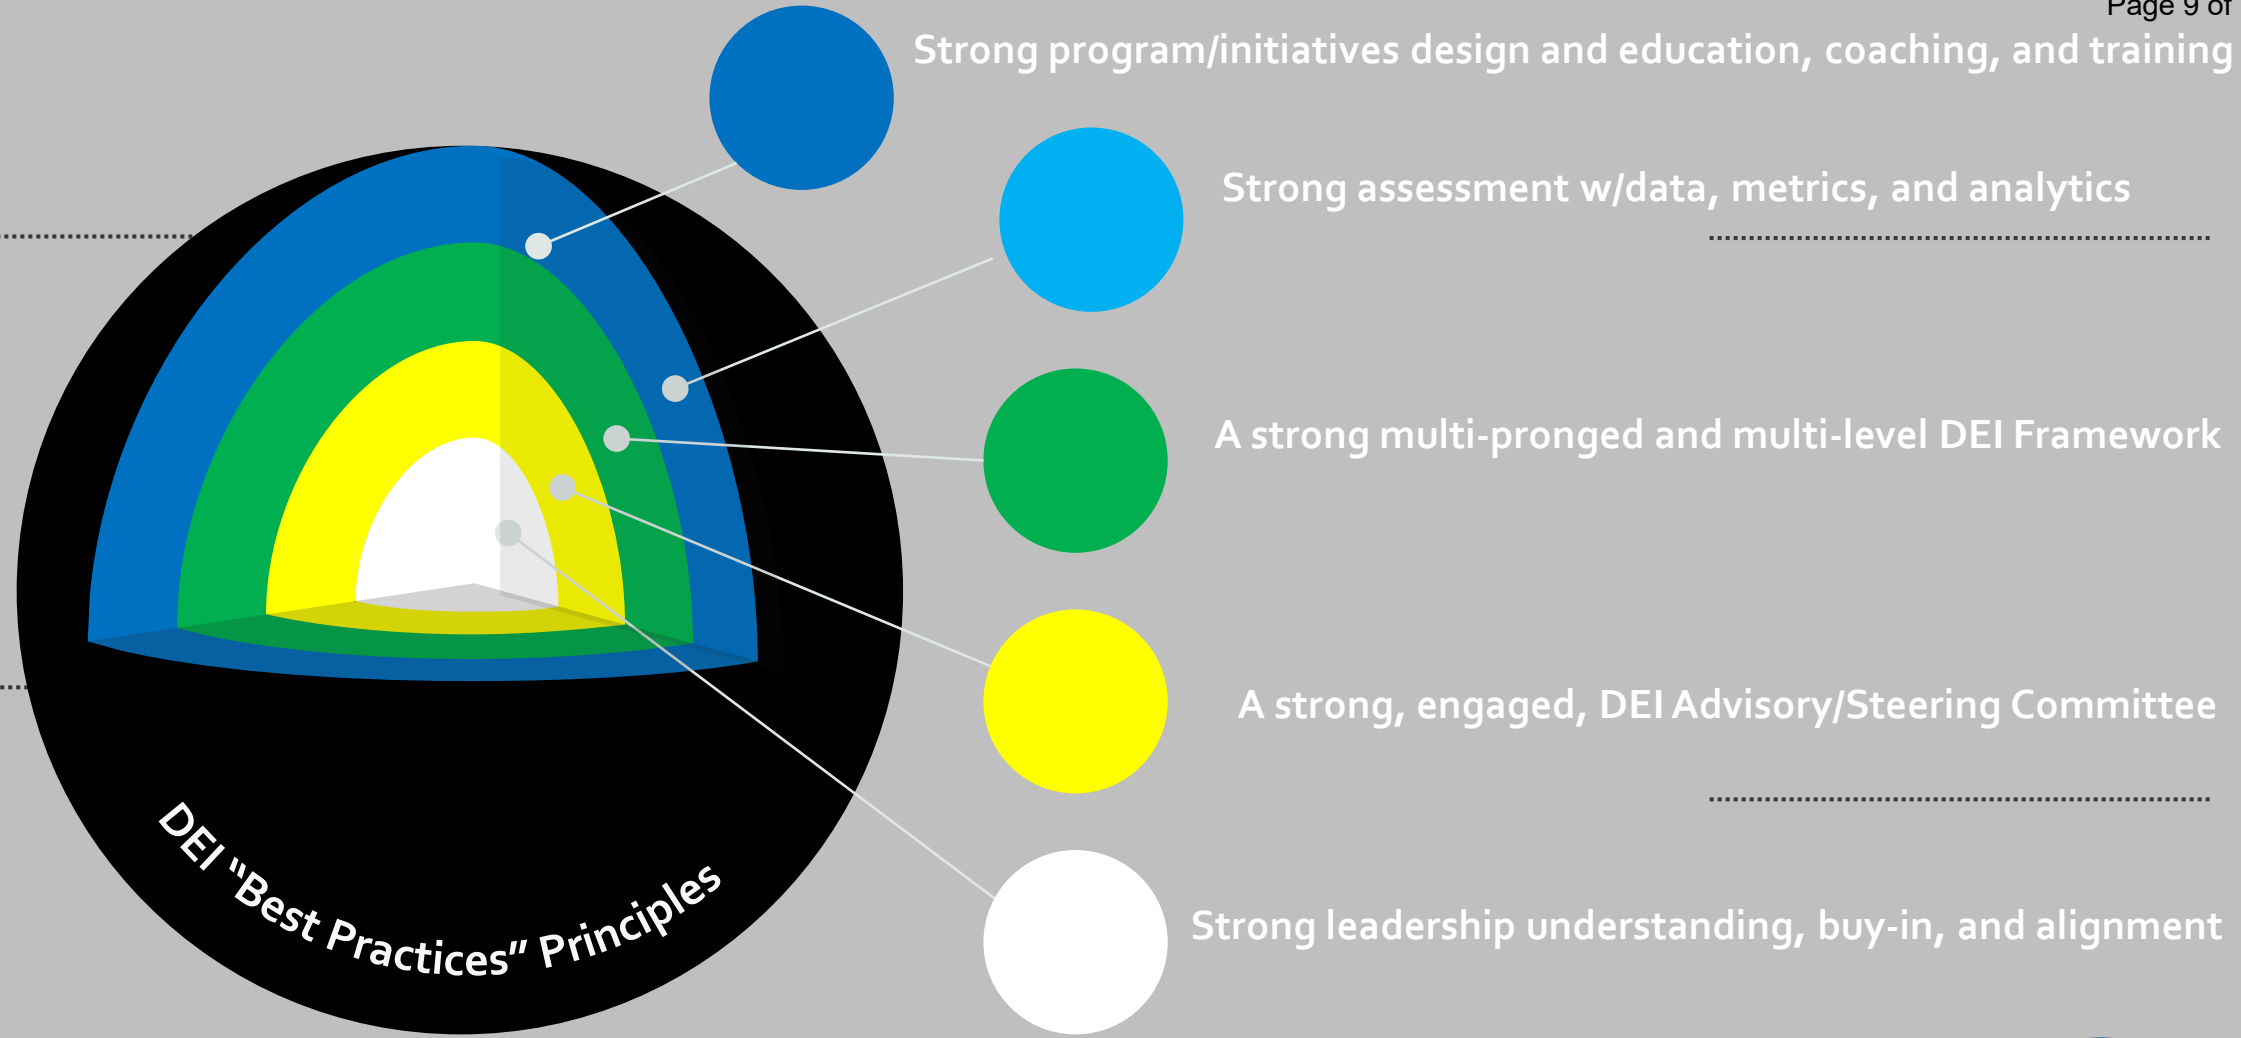 Page 9 of
Strong program/initiatives design and education, coaching, and training
Strong assessment w/data, metrics, and analytics
A strong multi-pronged and multi-level DEI Framework
A strong, engaged, DEI Advisory/Steering Committee
Strong leadership understanding, buy-in, and alignment
DEI “Best Practices” Principles